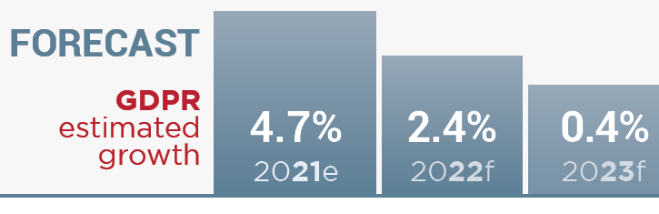 FORECAST
GDPR
estimated
growth
4.7% 2.4% 0.4%
2021e 2022f 2023f